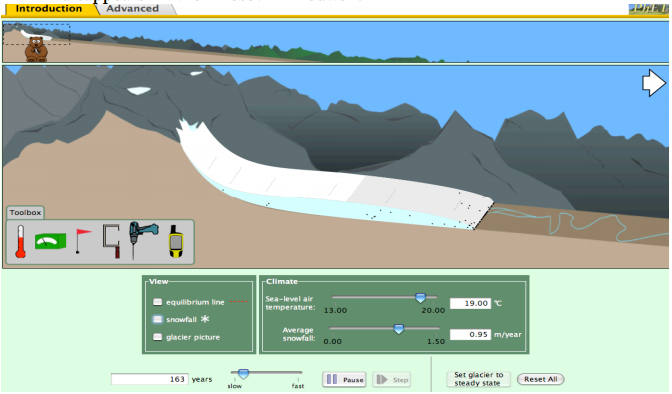 Introduction Advanced
Toolbox
View
equilibrium line
snowfall
glacier picture
Climate
Sea-level air temperature: 13.00 20.00 19.00 °C
Average snowfall: 0.00 1.50 0.95 m/year
163 years
slow fast
Pause
Step
Set glacier to steady state
Reset All